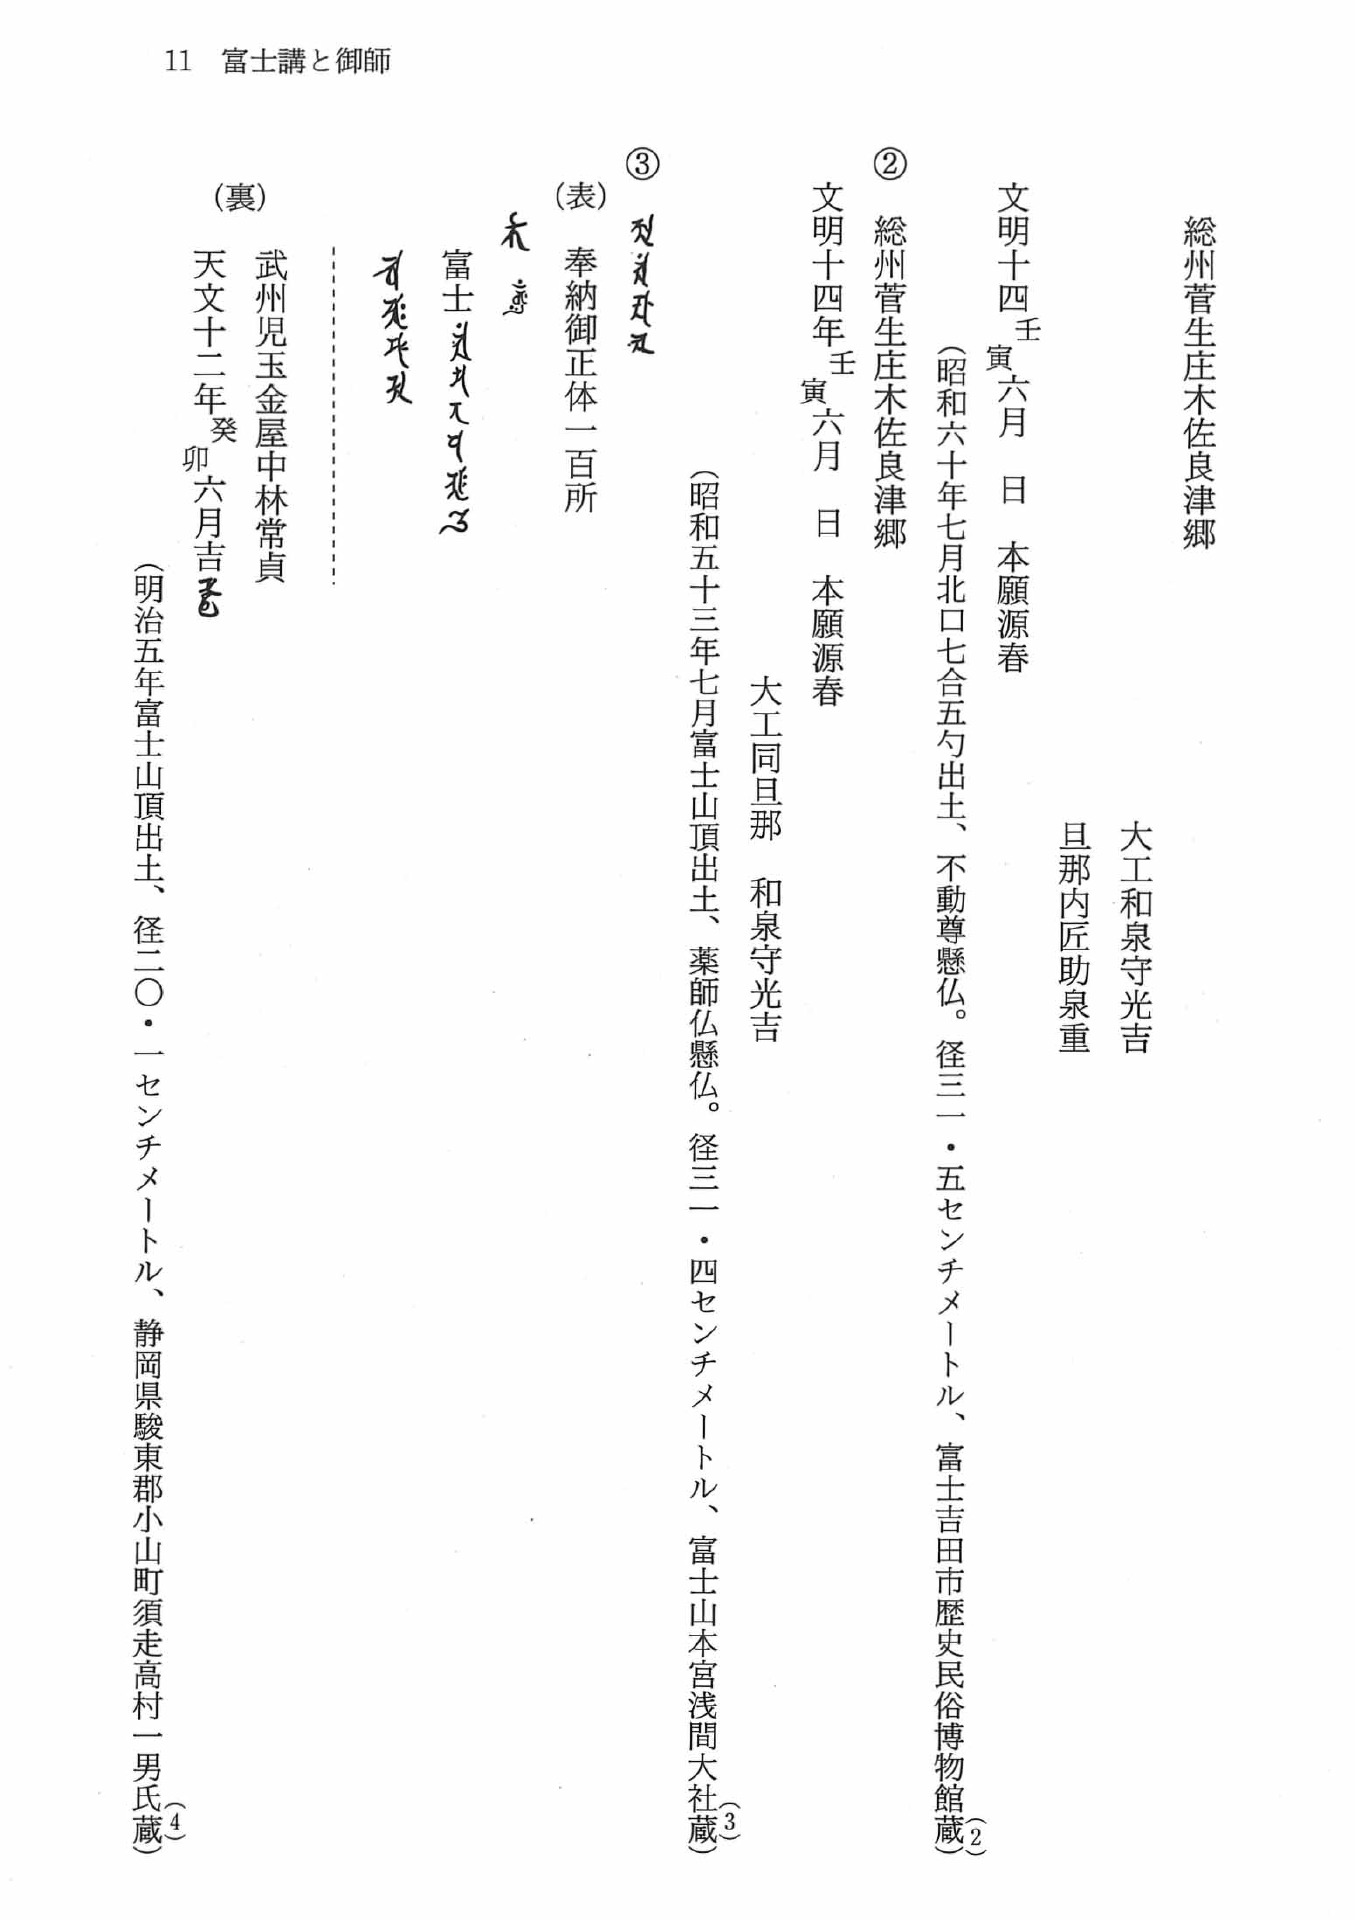 11　富士講と御師
総州菅生庄木佐良津郷
大工和泉守光吉
旦那内匠助泉重
文明十四壬寅六月　日　本願源春
（昭和六十年七月北口七合五勺出土、不動尊懸仏。径三一・五センチメートル、富士吉田市歴史民俗博物館蔵）(2)
②　総州菅生庄木佐良津郷
文明十四年壬寅六月　日　本願源春
大工同旦那　和泉守光吉
（昭和五十三年七月富士山頂出土、薬師仏懸仏。径三一・四センチメートル、富士山本宮浅間大社蔵）(3)
③
（表）　奉納御正体一百所
富士
（裏）　武州児玉金屋中林常貞
天文十二年癸卯六月吉
（明治五年富士山頂出土、径二〇・一センチメートル、静岡県駿東郡小山町須走高村一男氏蔵）(4)